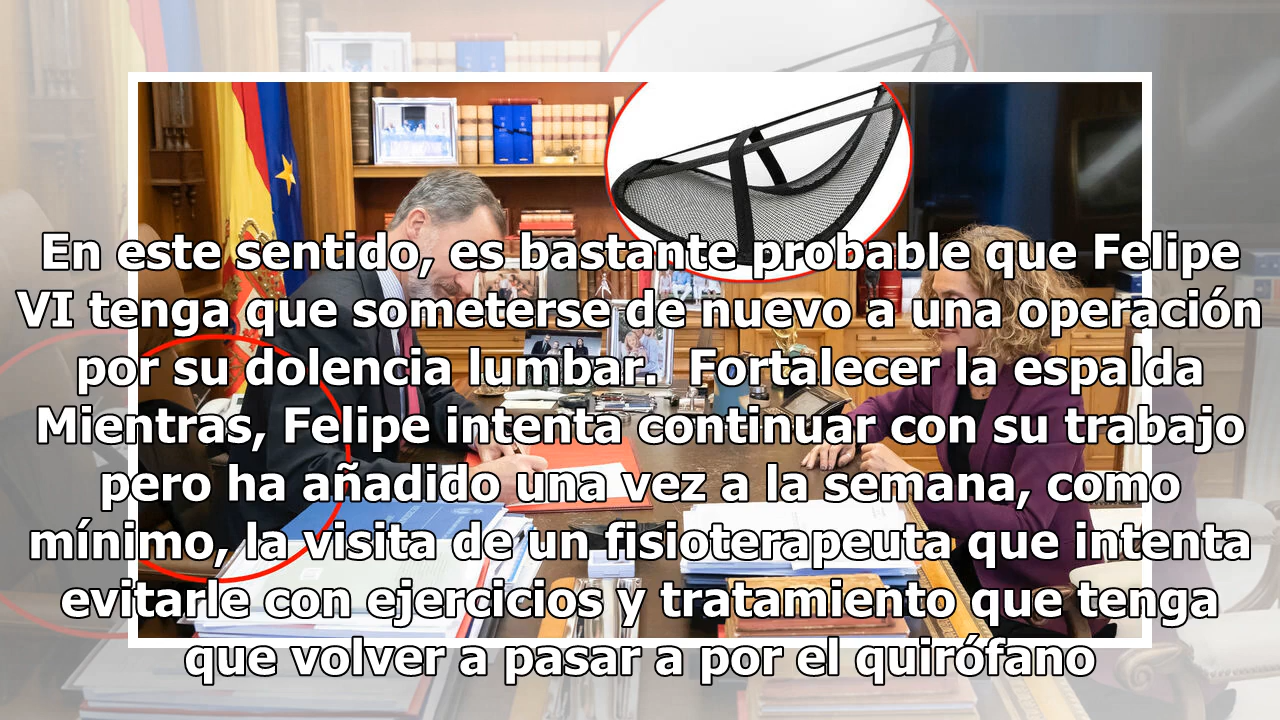 En este sentido, es bastante probable que Felipe
VI tenga que someterse de nuevo a una operación
por su dolencia lumbar.  Fortalecer la espalda
Mientras, Felipe intenta continuar con su trabajo
pero ha añadido una vez a la semana, como
mínimo, la visita de un fisioterapeuta que intenta
evitarle con ejercicios y tratamiento que tenga
que volver a pasar a por el quirófano